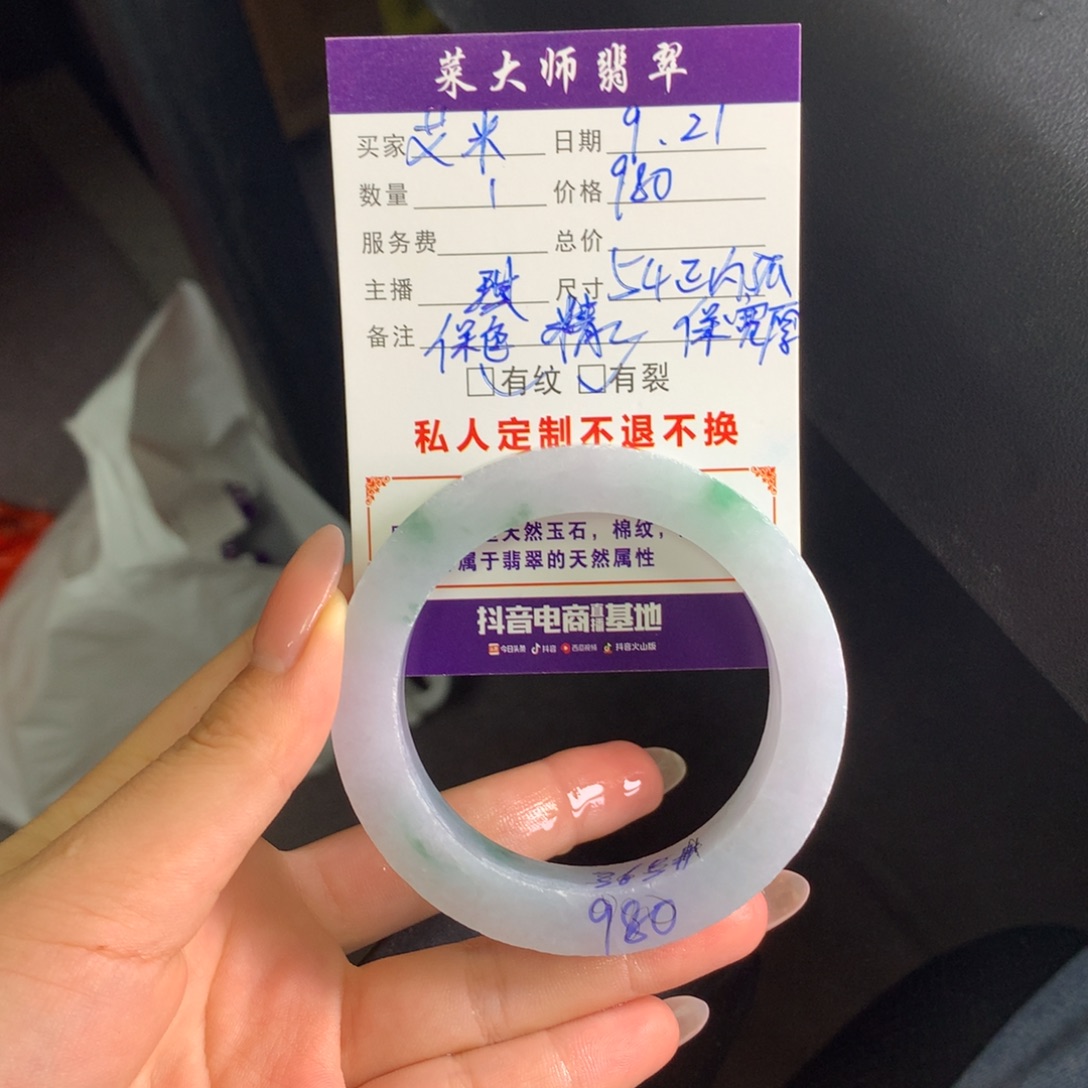 菜大师翡翠
买家 艾米 日期 9.21
数量 1 价格 980
服务费 总价
主播 尺寸 54正内
备注 保色 精 保宽厚
有纹 有裂
私人定制不退不换
天然玉石，棉纹，
属于翡翠的天然属性
抖音电商直播基地
今日头条 抖音 西瓜视频 抖音火山版
980